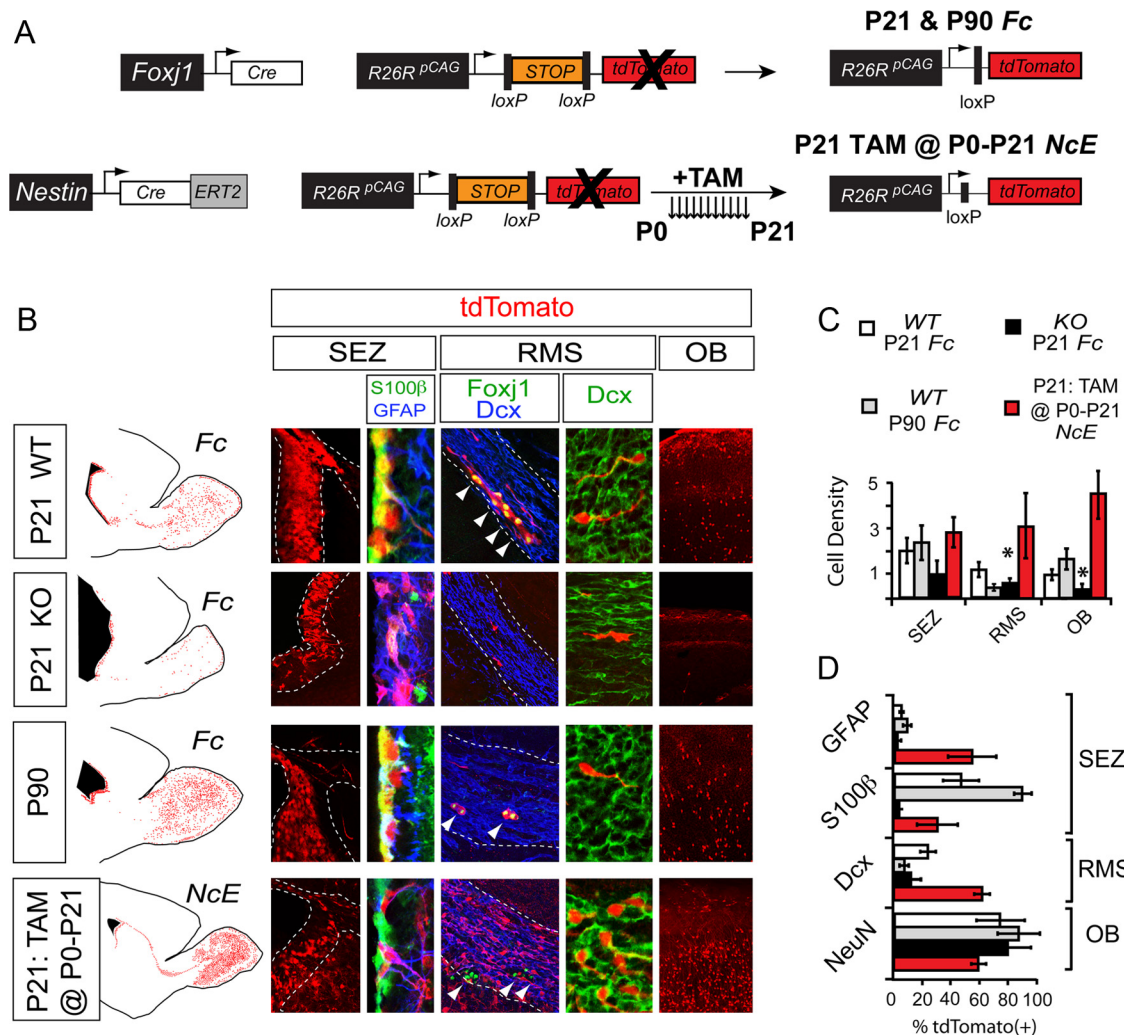 A
Foxj1
Cre
R26R pCAG
STOP
tdTomato
loxP
loxP
P21 & P90 Fc
R26R pCAG
tdTomato
loxP
Nestin
Cre
ERT2
R26R pCAG
STOP
tdTomato
loxP
loxP
+TAM
P0
P21
P21 TAM @ P0-P21 NcE
R26R pCAG
tdTomato
loxP
B
tdTomato
SEZ
RMS
OB
S100β
GFAP
Foxj1
Dcx
Dcx
P21 WT
Fc
P21 KO
Fc
P90
Fc
P21: TAM
@ P0-P21
NcE
C
WT
P21 Fc
KO
P21 Fc
WT
P90 Fc
P21: TAM
@ P0-P21
NcE
Cell Density
5
3
1
*
*
SEZ
RMS
OB
D
GFAP
S100β
Dcx
NeuN
SEZ
RMS
OB
0 20 40 60 80 100
% tdTomato(+)